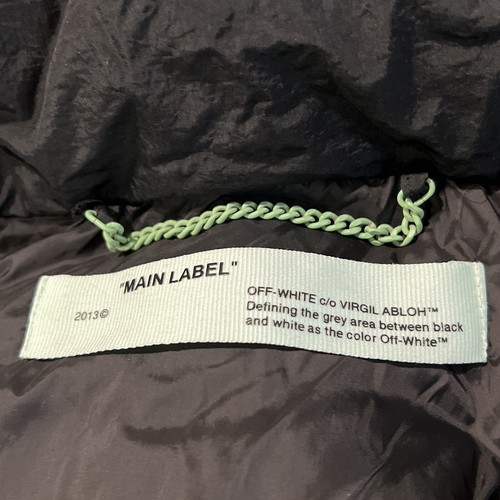 "MAIN LABEL"
2013©
OFF-WHITE c/o VIRGIL ABLOH™
Defining the grey area between black
and white as the color Off-White™